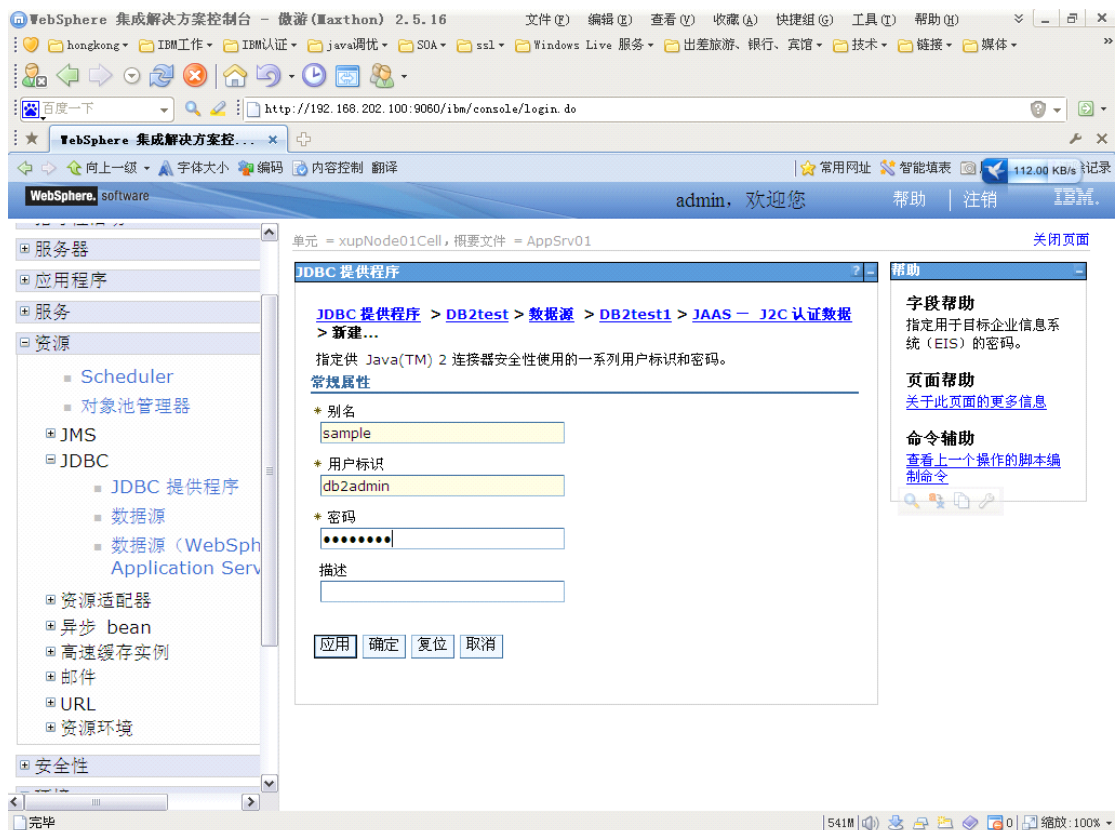 WebSphere 集成解决方案控制台 - 傲游(Maxthon) 2.5.16 文件(F) 编辑(E) 查看(V) 收藏(A) 快捷组(G) 工具(T) 帮助(H)
hongkong IBM工作 IBM认证 java调优 SOA ssl Windows Live 服务 出差旅游、银行、宾馆 技术 链接 媒体
百度一下 http://192.168.202.100:9060/ibm/console/login.do
WebSphere 集成解决方案控...
向上一级 字体大小 编码 内容控制 翻译 常用网址 智能填表 112.00 KB/s 记录
WebSphere. software admin, 欢迎您 帮助 注销 IBM.
服务器
应用程序
服务
资源
Scheduler
对象池管理器
JMS
JDBC
JDBC 提供程序
数据源
数据源（WebSph
Application Serv
资源适配器
异步 bean
高速缓存实例
邮件
URL
资源环境
安全性
单元 = xupNode01Cell, 概要文件 = AppSrv01 关闭页面
JDBC 提供程序 ? -
JDBC 提供程序 > DB2test > 数据源 > DB2test1 > JAAS － J2C 认证数据
> 新建...
指定供 Java(TM) 2 连接器安全性使用的一系列用户标识和密码。
常规属性
* 别名
sample
* 用户标识
db2admin
* 密码
●●●●●●●●
描述
应用 确定 复位 取消
帮助 -
字段帮助
指定用于目标企业信息系
统（EIS）的密码。
页面帮助
关于此页面的更多信息
命令辅助
查看上一个操作的脚本编
制命令
完毕 541M 0 缩放:100%